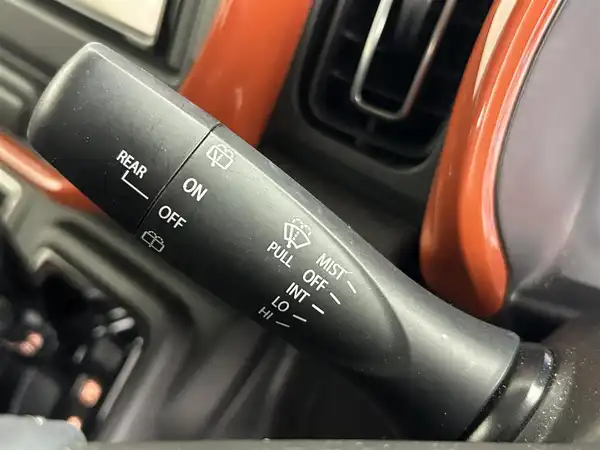 REAR
ON
OFF
PULL
MIST
OFF
INT
LO
HI